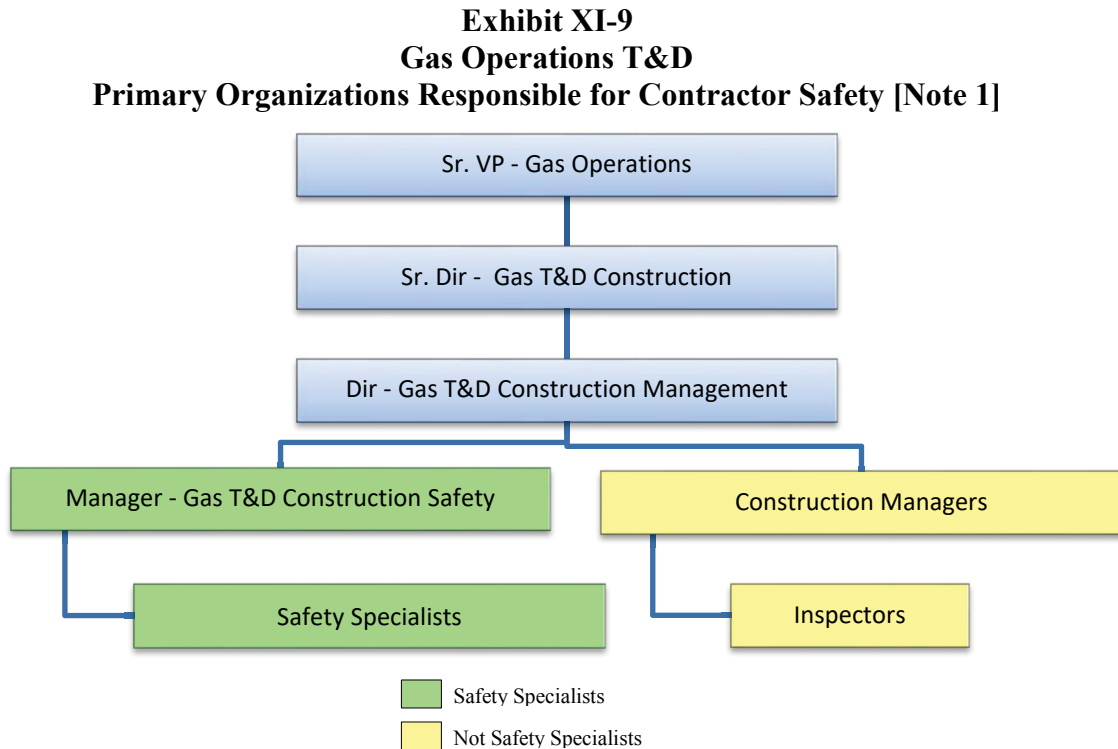 Exhibit XI-9
Gas Operations T&D
Primary Organizations Responsible for Contractor Safety [Note 1]
Sr. VP - Gas Operations
Sr. Dir - Gas T&D Construction
Dir - Gas T&D Construction Management
Manager - Gas T&D Construction Safety
Construction Managers
Safety Specialists
Inspectors
Safety Specialists
Not Safety Specialists